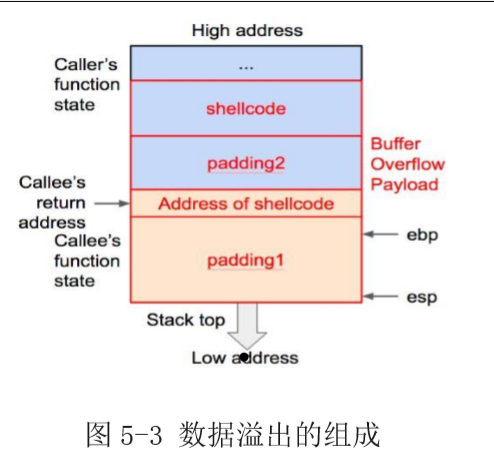 High address
Caller's
function
state
...
shellcode
padding2
Buffer
Overflow
Payload
Callee's
return
address
Address of shellcode
Callee's
function
state
padding1
ebp
esp
Stack top
Low address
图 5-3 数据溢出的组成